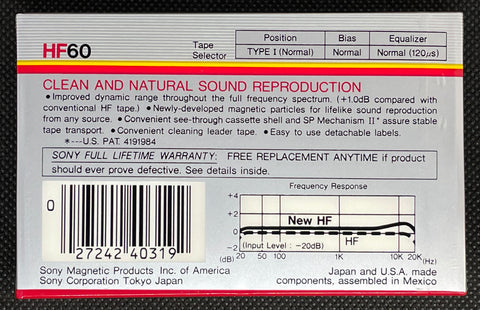 HF60
Tape Selector
Position Bias Equalizer
TYPE I (Normal) Normal Normal (120µs)
CLEAN AND NATURAL SOUND REPRODUCTION
•Improved dynamic range throughout the full frequency spectrum. (+1.0dB compared with
conventional HF tape.) •Newly-developed magnetic particles for lifelike sound reproduction
from any source. •Convenient see-through cassette shell and SP Mechanism II* assure stable
tape transport. •Convenient cleaning leader tape. •Easy to use detachable labels.
*---U.S. PAT. 4191984
SONY FULL LIFETIME WARRANTY: FREE REPLACEMENT ANYTIME if product
should ever prove defective. See details inside.
0
27242 40319
Frequency Response
+4
+2
0
-2
(dB)
New HF
HF
(Input Level : -20dB)
20 50 100 1K 10K 20K (Hz)
Sony Magnetic Products Inc. of America
Sony Corporation Tokyo Japan
Japan and U.S.A. made
components, assembled in Mexico